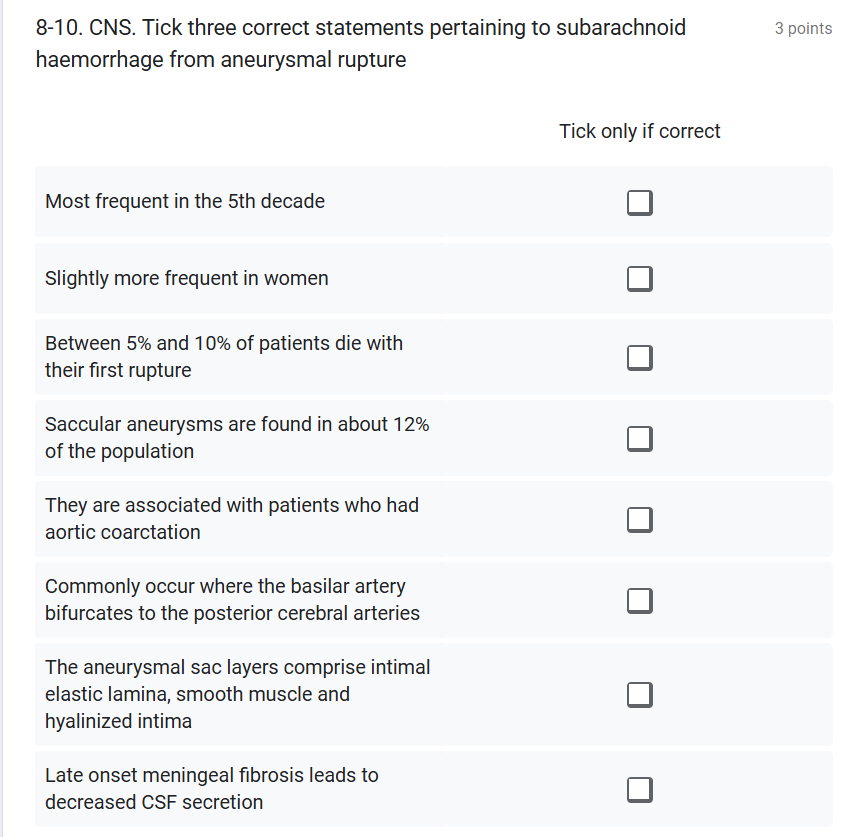 8-10. CNS. Tick three correct statements pertaining to subarachnoid
haemorrhage from aneurysmal rupture
3 points
Tick only if correct
Most frequent in the 5th decade
Slightly more frequent in women
Between 5% and 10% of patients die with
their first rupture
Saccular aneurysms are found in about 12%
of the population
They are associated with patients who had
aortic coarctation
Commonly occur where the basilar artery
bifurcates to the posterior cerebral arteries
The aneurysmal sac layers comprise intimal
elastic lamina, smooth muscle and
hyalinized intima
Late onset meningeal fibrosis leads to
decreased CSF secretion